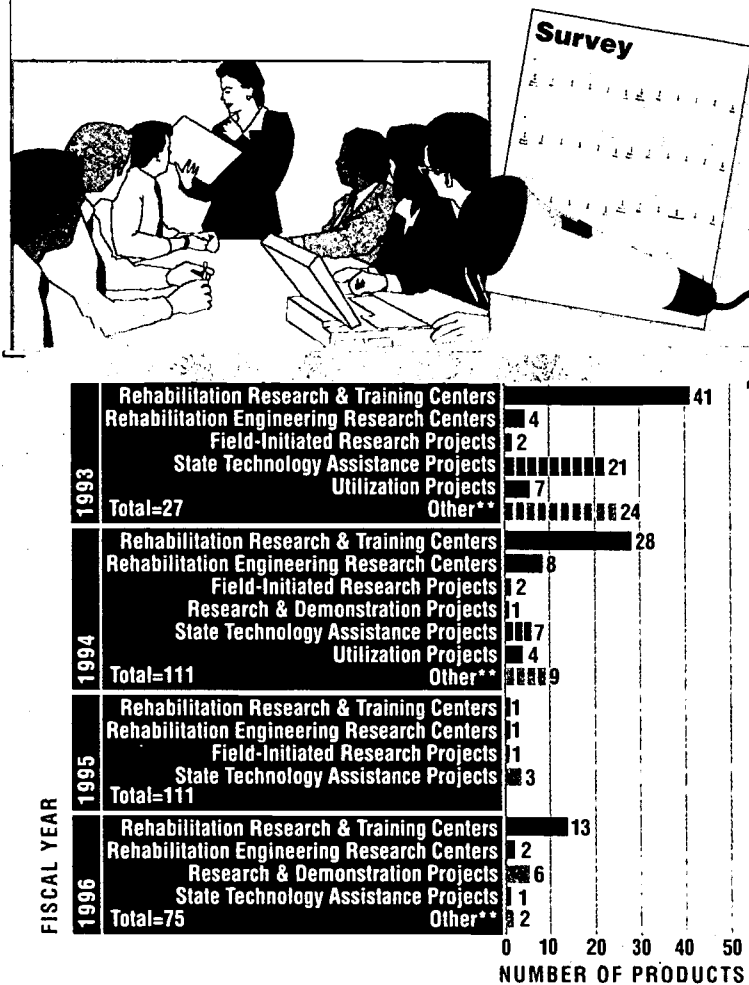 Survey
FISCAL YEAR
1993
Rehabilitation Research & Training Centers 41
Rehabilitation Engineering Research Centers 4
Field-Initiated Research Projects 2
State Technology Assistance Projects 21
Utilization Projects 7
Total=27 Other** 24
1994
Rehabilitation Research & Training Centers 28
Rehabilitation Engineering Research Centers 8
Field-Initiated Research Projects 2
Research & Demonstration Projects 1
State Technology Assistance Projects 7
Utilization Projects 4
Total=111 Other** 9
1995
Rehabilitation Research & Training Centers 1
Rehabilitation Engineering Research Centers 1
Field-Initiated Research Projects 1
State Technology Assistance Projects 3
Total=111
1996
Rehabilitation Research & Training Centers 13
Rehabilitation Engineering Research Centers 2
Research & Demonstration Projects 6
State Technology Assistance Projects 1
Total=75 Other** 2
0 10 20 30 40 50
NUMBER OF PRODUCTS